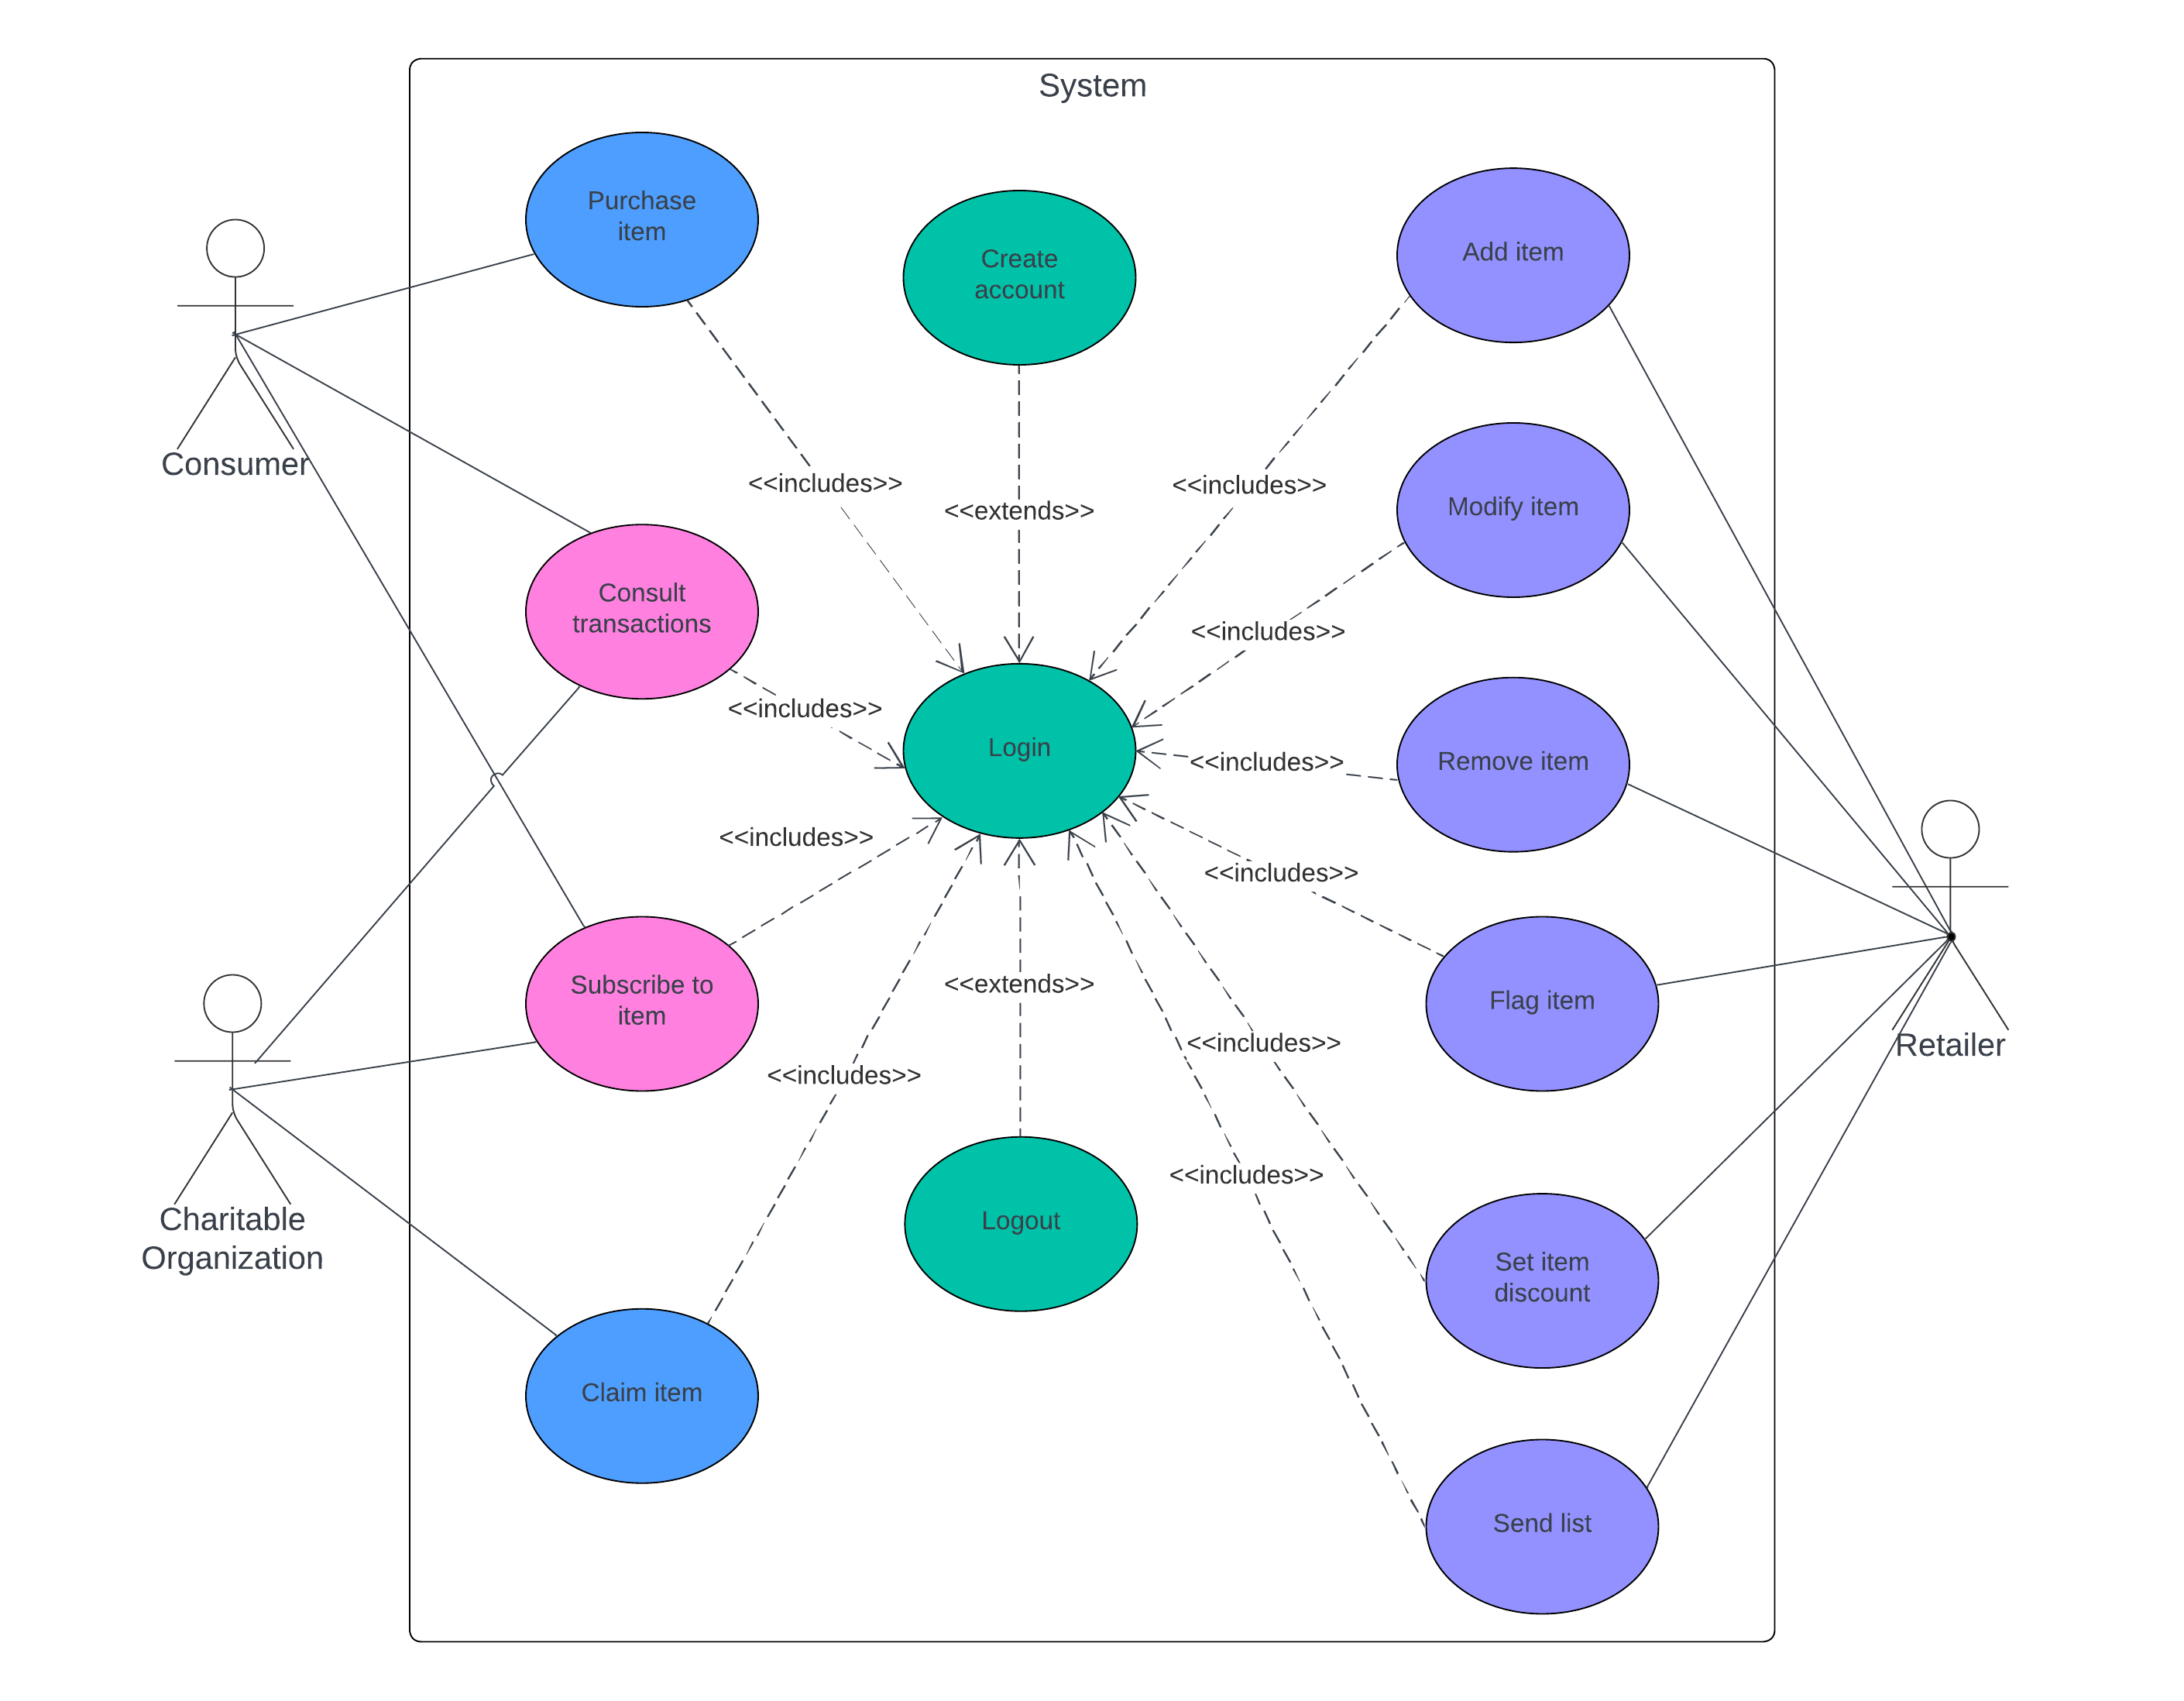 System
Purchase
item
Create
account
Add item
Consumer
<<includes>>
<<extends>>
<<includes>>
Modify item
Consult
transactions
<<includes>>
<<includes>>
Login
<<includes>>
Remove item
<<includes>>
<<includes>>
Subscribe to
item
<<extends>>
Flag item
<<includes>>
Retailer
<<includes>>
<<includes>>
Charitable
Organization
Logout
Set item
discount
Claim item
Send list